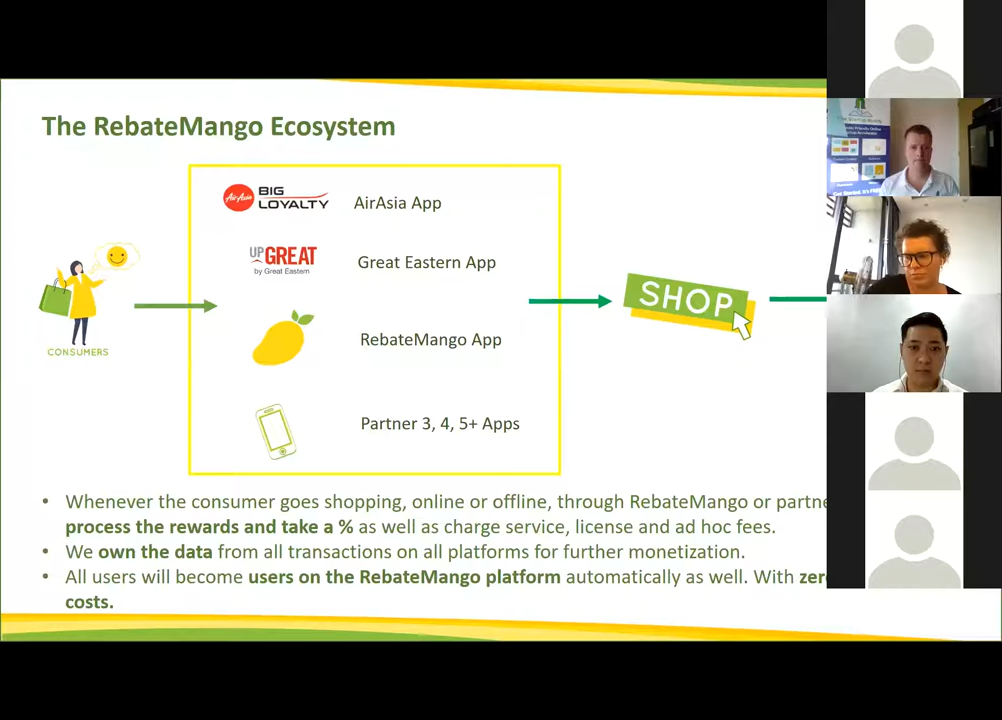 The RebateMango Ecosystem
AirAsia BIG LOYALTY
AirAsia App
UP GREAT
by Great Eastern
Great Eastern App
CONSUMERS
RebateMango App
SHOP
Partner 3, 4, 5+ Apps
• Whenever the consumer goes shopping, online or offline, through RebateMango or partne
process the rewards and take a % as well as charge service, license and ad hoc fees.
• We own the data from all transactions on all platforms for further monetization.
• All users will become users on the RebateMango platform automatically as well. With zer
costs.